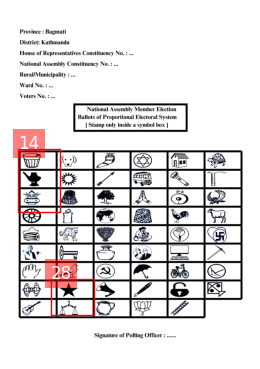 Province : Bagmati
District: Kathmandu
House of Representatives Constituency No. : ...
National Assembly Constituency No. : ...
Rural/Municipality : ...
Ward No. : ...
Voters No. : ...
National Assembly Member Election
Ballots of Proportional Electoral System
[ Stamp only inside a symbol box ]
14
28
Signature of Polling Officer : ......